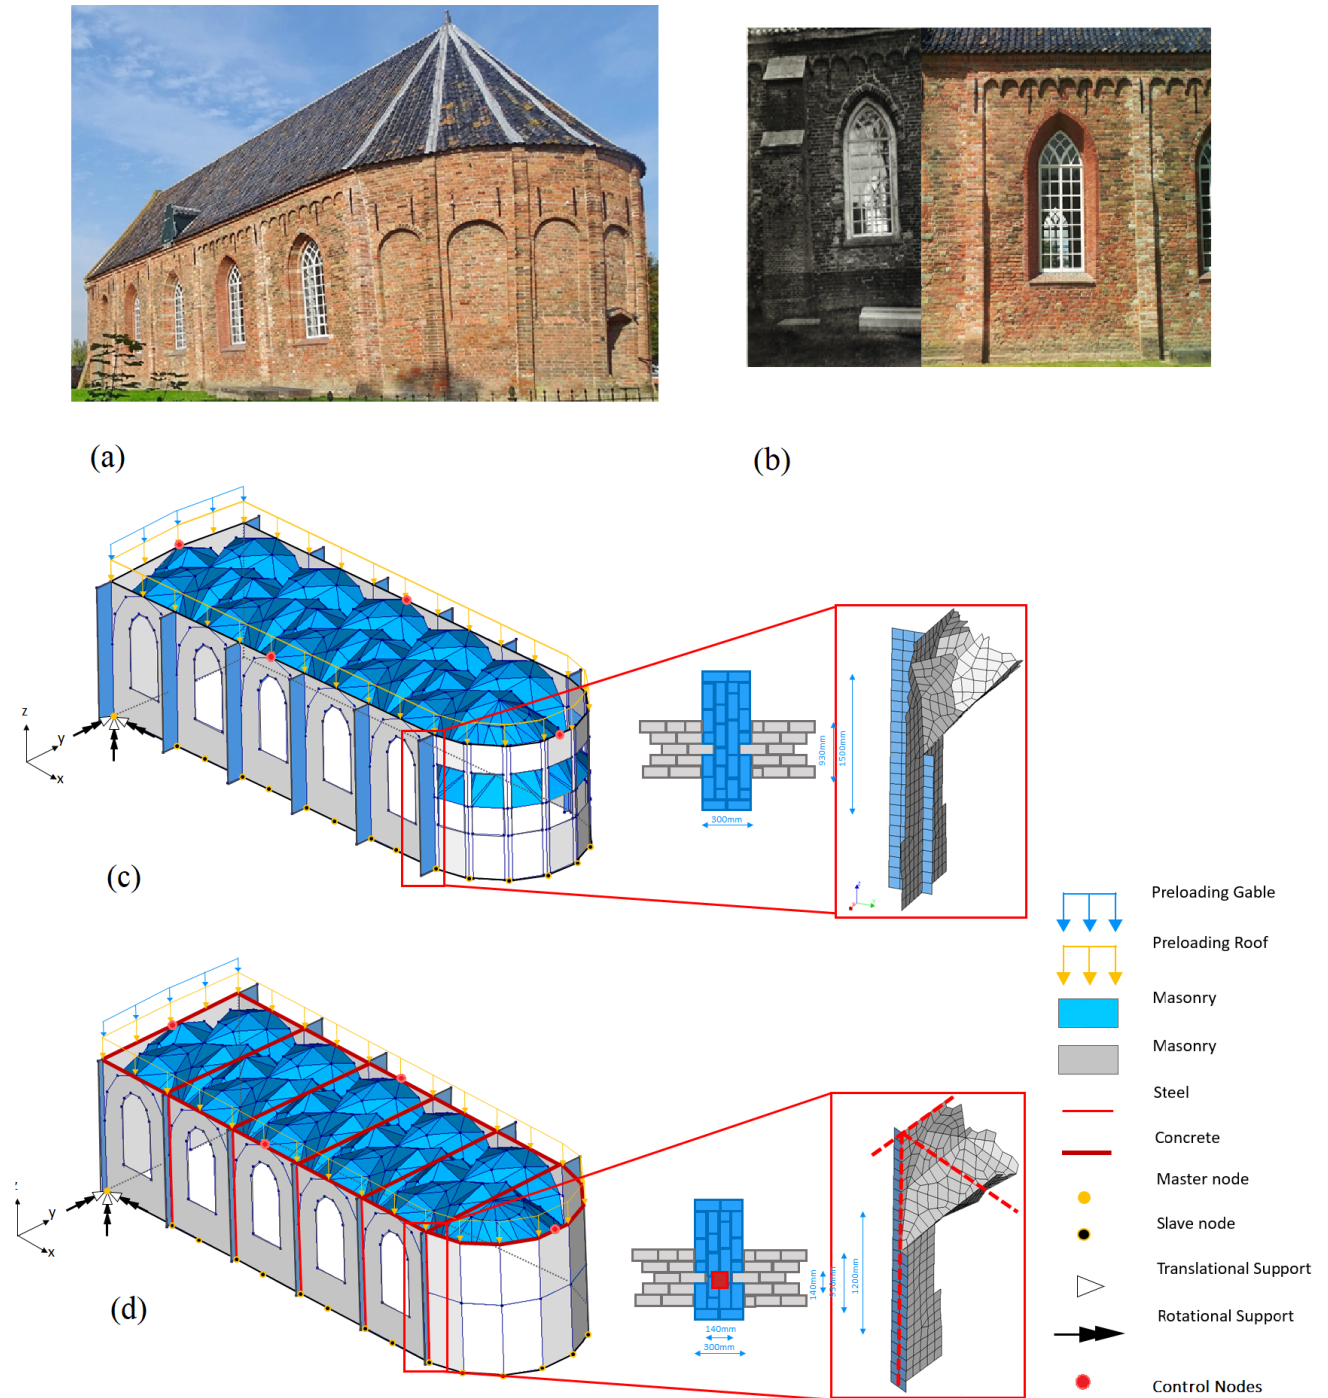 (a)
(b)
z
y
x
930mm
1500mm
300mm
(c)
Preloading Gable
Preloading Roof
Masonry
Masonry
Steel
Concrete
Master node
Slave node
Translational Support
Rotational Support
Control Nodes
z
y
x
140mm
1200mm
140mm
300mm
(d)